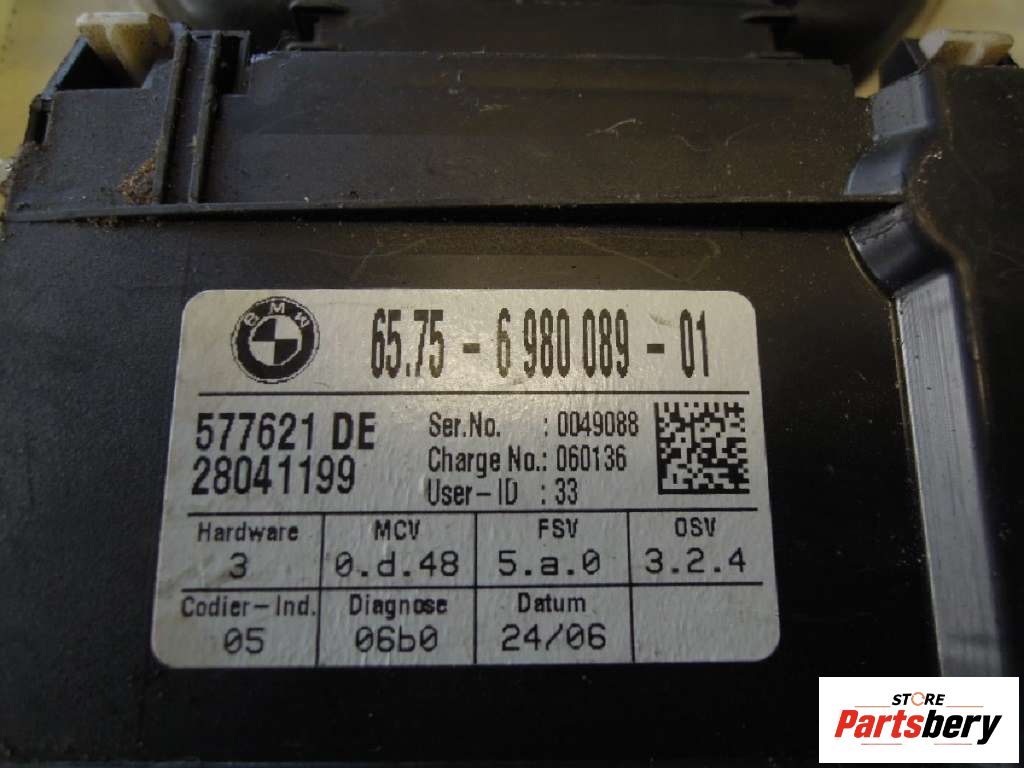 BMW
65.75 - 6 980 089 - 01
577621 DE
28041199
Ser.No. : 0049088
Charge No.: 060136
User-ID : 33
Hardware MCV FSV OSV
3 0.d.48 5.a.0 3.2.4
Codier-Ind. Diagnose Datum
05 06b0 24/06
STORE
Partsbery